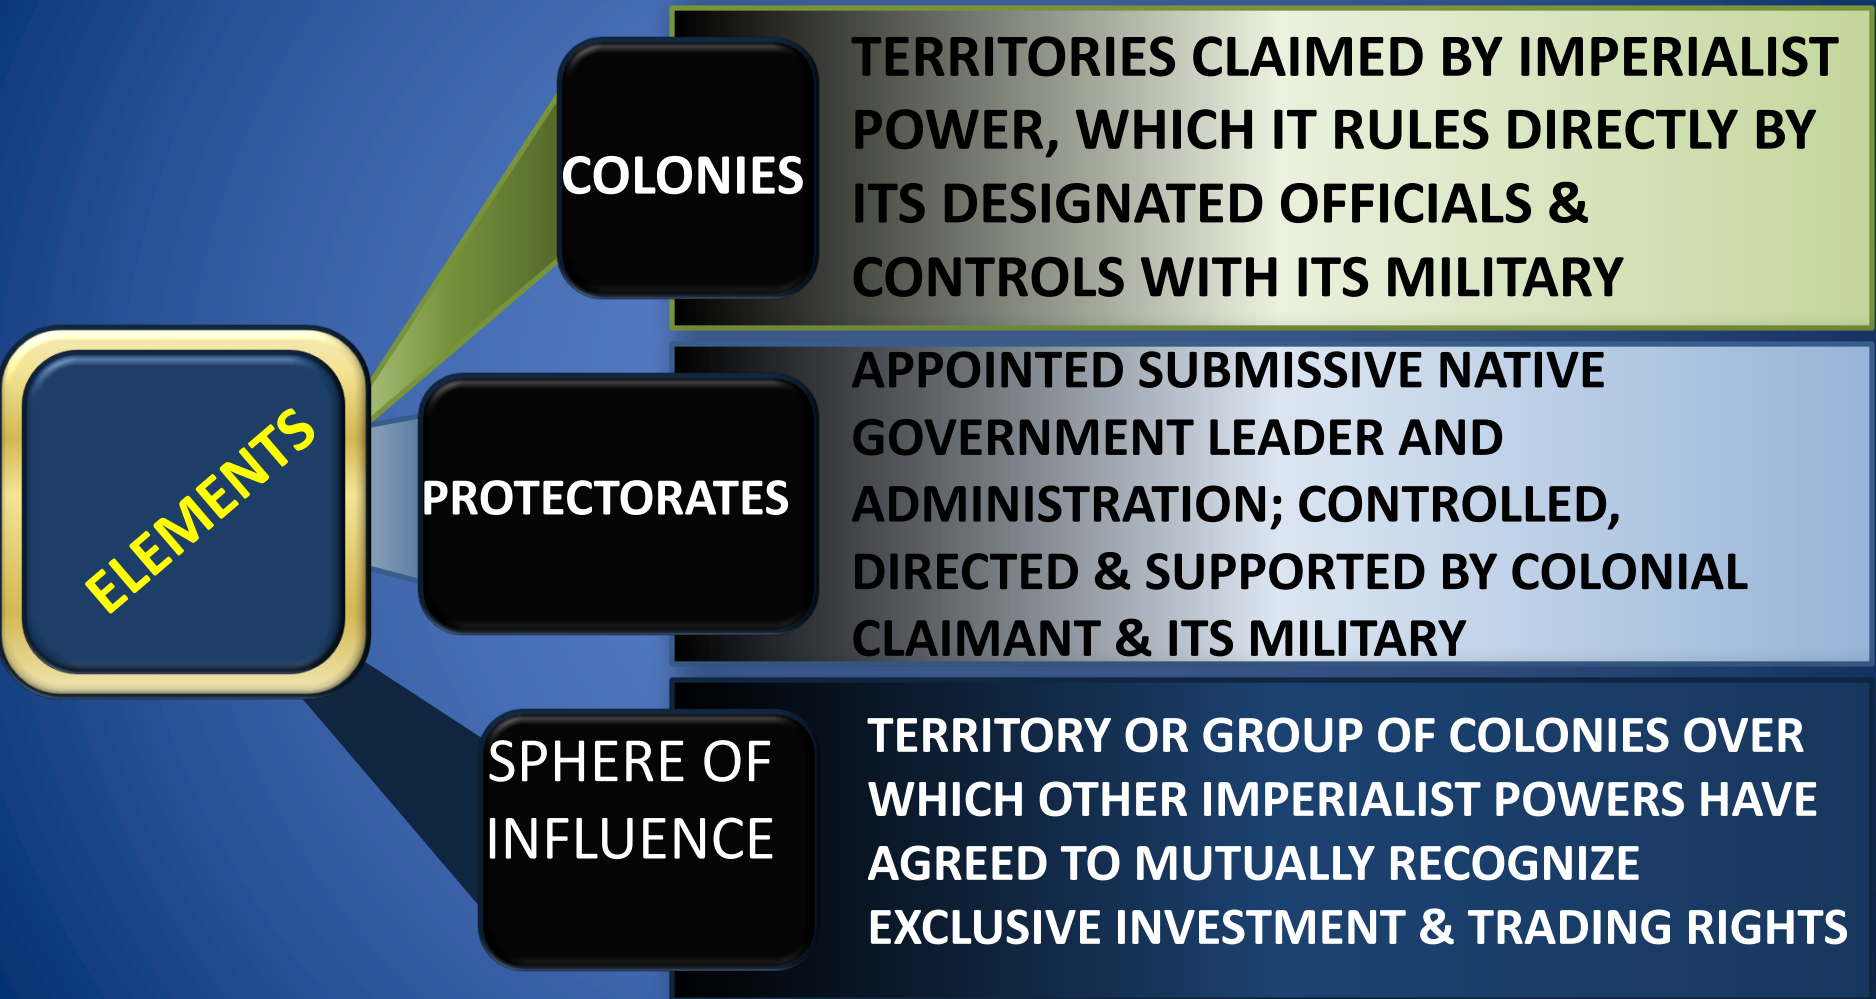 ELEMENTS
COLONIES
TERRITORIES CLAIMED BY IMPERIALIST
POWER, WHICH IT RULES DIRECTLY BY
ITS DESIGNATED OFFICIALS &
CONTROLS WITH ITS MILITARY
PROTECTORATES
APPOINTED SUBMISSIVE NATIVE
GOVERNMENT LEADER AND
ADMINISTRATION; CONTROLLED,
DIRECTED & SUPPORTED BY COLONIAL
CLAIMANT & ITS MILITARY
SPHERE OF
INFLUENCE
TERRITORY OR GROUP OF COLONIES OVER
WHICH OTHER IMPERIALIST POWERS HAVE
AGREED TO MUTUALLY RECOGNIZE
EXCLUSIVE INVESTMENT & TRADING RIGHTS